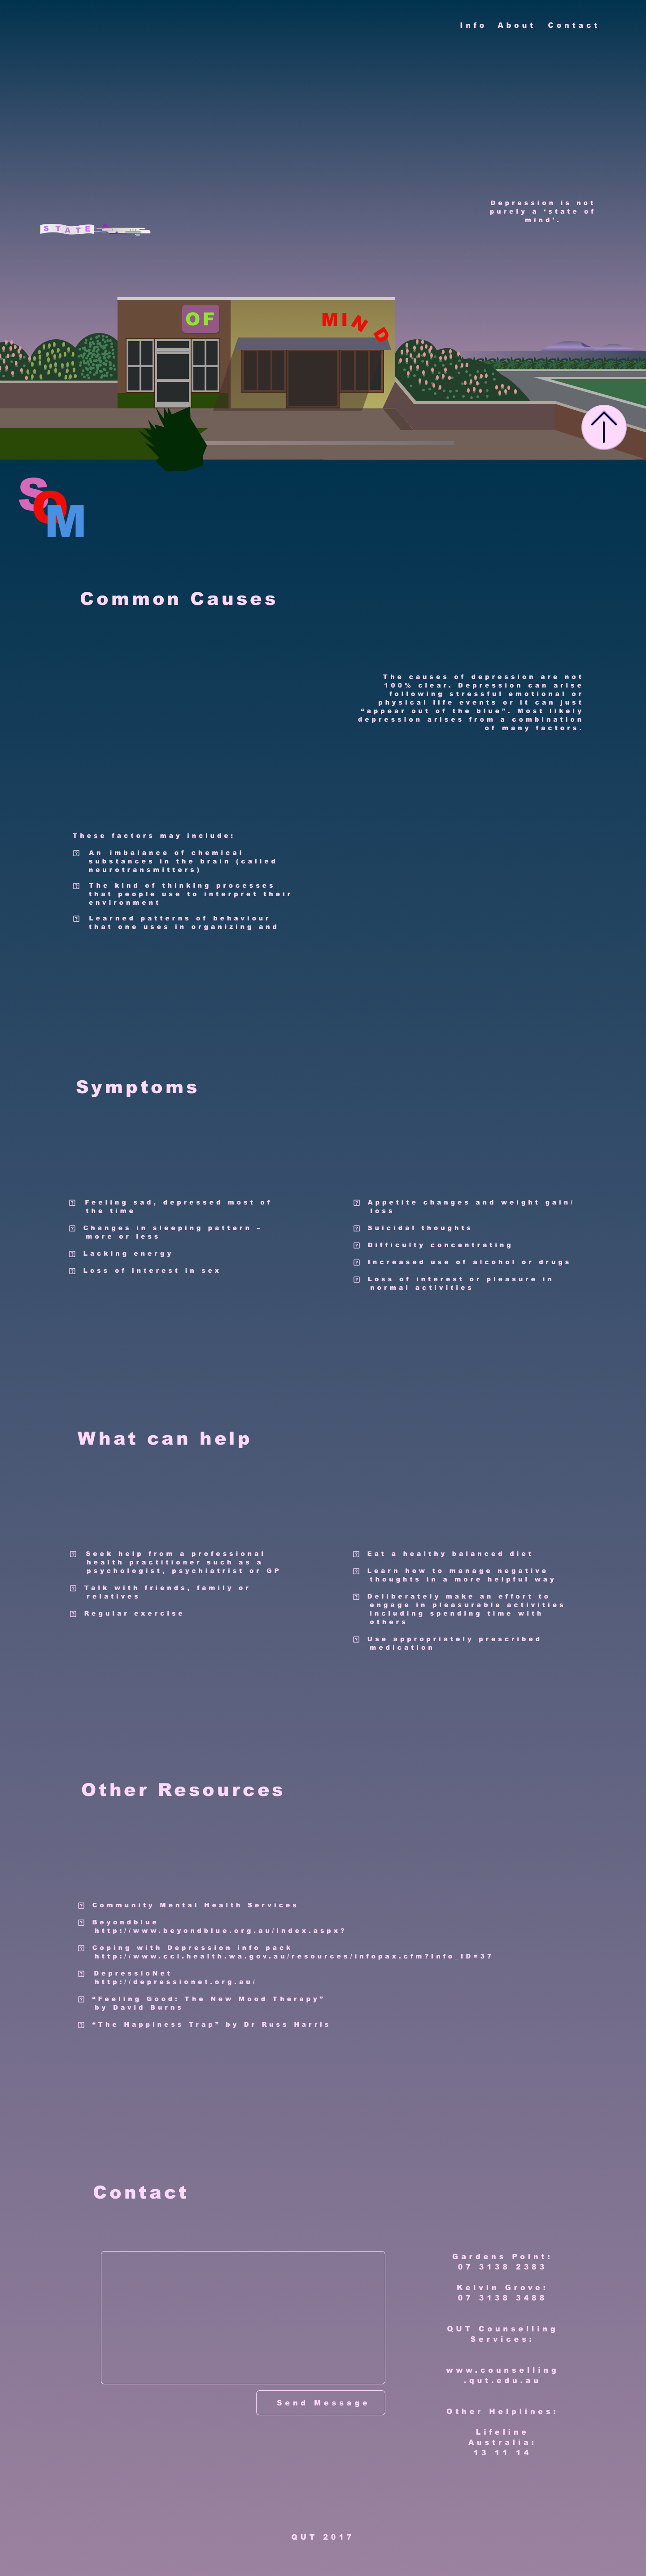 Info About Contact
Depression is not
purely a 'state of
mind'.
STATE
OF
MIND
SOM
Common Causes
The causes of depression are not
100% clear. Depression can arise
following stressful emotional or
physical life events or it can just
“appear out of the blue”. Most likely
depression arises from a combination
of many factors.
These factors may include:
An imbalance of chemical
substances in the brain (called
neurotransmitters)
The kind of thinking processes
that people use to interpret their
environment
Learned patterns of behaviour
that one uses in organizing and
Symptoms
Feeling sad, depressed most of
the time
Changes in sleeping pattern –
more or less
Lacking energy
Loss of interest in sex
Appetite changes and weight gain/
loss
Suicidal thoughts
Difficulty concentrating
Increased use of alcohol or drugs
Loss of interest or pleasure in
normal activities
What can help
Seek help from a professional
health practitioner such as a
psychologist, psychiatrist or GP
Talk with friends, family or
relatives
Regular exercise
Eat a healthy balanced diet
Learn how to manage negative
thoughts in a more helpful way
Deliberately make an effort to
engage in pleasurable activities
including spending time with
others
Use appropriately prescribed
medication
Other Resources
Community Mental Health Services
Beyondblue
http://www.beyondblue.org.au/index.aspx?
Coping with Depression info pack
http://www.cci.health.wa.gov.au/resources/infopax.cfm?Info_ID=37
DepressioNet
http://depressionet.org.au/
“Feeling Good: The New Mood Therapy”
by David Burns
“The Happiness Trap” by Dr Russ Harris
Contact
Send Message
Gardens Point:
07 3138 2383
Kelvin Grove:
07 3138 3488
QUT Counselling
Services:
www.counselling
.qut.edu.au
Other Helplines:
Lifeline
Australia:
13 11 14
QUT 2017